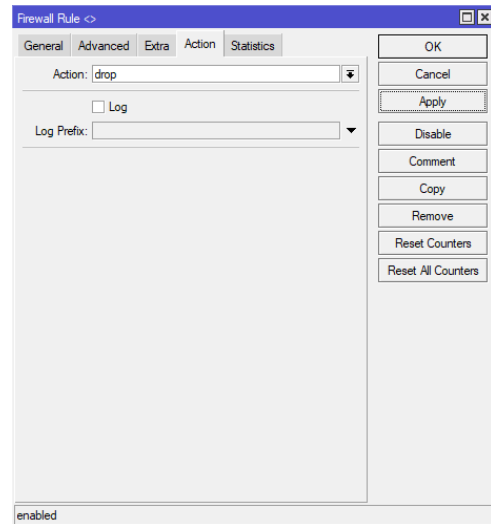 Firewall Rule <>
General Advanced Extra Action Statistics
Action: drop
Log
Log Prefix:
OK
Cancel
Apply
Disable
Comment
Copy
Remove
Reset Counters
Reset All Counters
enabled